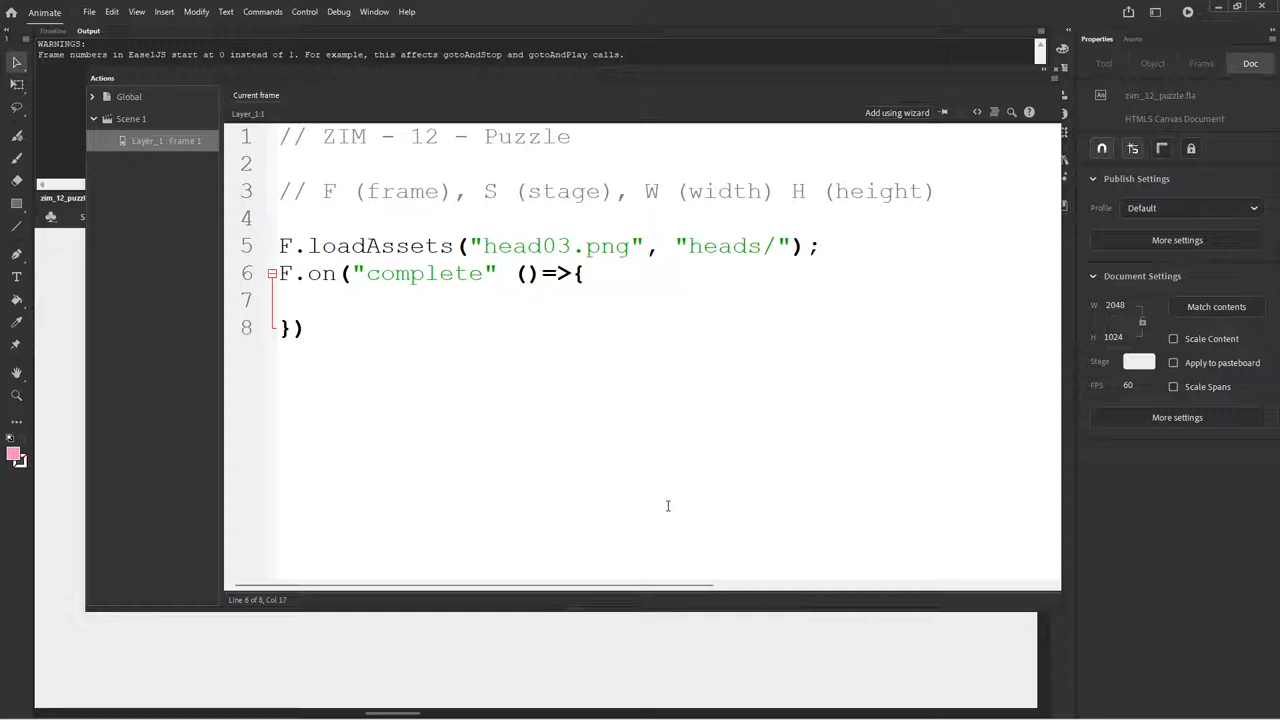 Animate File Edit View Insert Modify Text Commands Control Debug Window Help
Timeline Output
WARNINGS:
Frame numbers in EaselJS start at 0 instead of 1. For example, this affects gotoAndStop and gotoAndPlay calls.
Actions
Global
Scene 1
Layer_1 : Frame 1
Current frame
Layer_1:1
Add using wizard
1 // ZIM - 12 - Puzzle
2
3 // F (frame), S (stage), W (width) H (height)
4
5 F.loadAssets("head03.png", "heads/");
6 F.on("complete" ()=>{
7
8 })
Line 6 of 8, Col 17
zim_12_puzzl
S
Properties Assets
Tool Object Frame Doc
zim_12_puzzle.fla
HTML5 Canvas Document
Publish Settings
Profile Default
More settings
Document Settings
W 2048 Match contents
H 1024
Scale Content
Stage Apply to pasteboard
FPS 60 Scale Spans
More settings